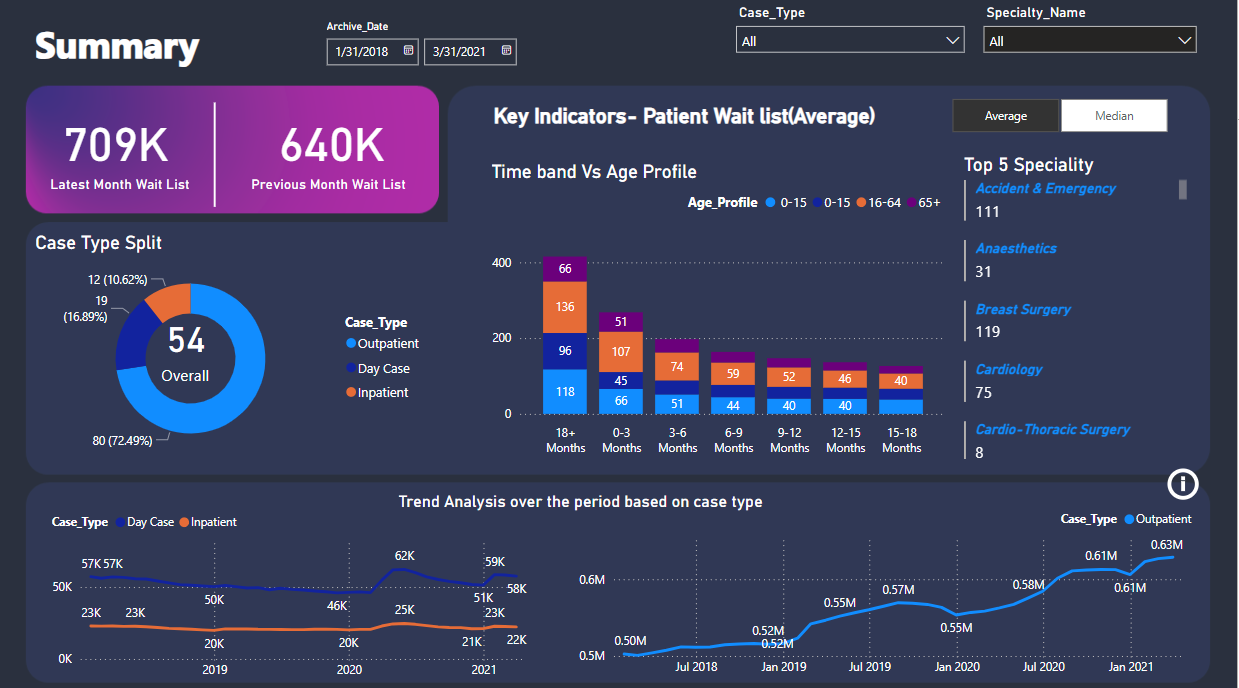 Summary
Archive_Date
1/31/2018
3/31/2021
Case_Type
All
Specialty_Name
All
709K
Latest Month Wait List
640K
Previous Month Wait List
Key Indicators- Patient Wait list(Average)
Average
Median
Case Type Split
12 (10.62%)
19
(16.89%)
80 (72.49%)
54
Overall
Case_Type
Outpatient
Day Case
Inpatient
Time band Vs Age Profile
Age_Profile 0-15 0-15 16-64 65+
400
200
0
66
136
96
118
51
107
45
66
74
51
59
44
52
40
46
40
40
18+
Months
0-3
Months
3-6
Months
6-9
Months
9-12
Months
12-15
Months
15-18
Months
Top 5 Speciality
Accident & Emergency
111
Anaesthetics
31
Breast Surgery
119
Cardiology
75
Cardio-Thoracic Surgery
8
i
Trend Analysis over the period based on case type
Case_Type Day Case Inpatient
50K
0K
57K 57K
50K
46K
62K
51K
59K
58K
23K
23K
20K
20K
25K
21K
23K
22K
2019
2020
2021
Case_Type Outpatient
0.6M
0.5M
0.50M
0.52M
0.52M
0.55M
0.57M
0.55M
0.58M
0.61M
0.61M
0.63M
Jul 2018
Jan 2019
Jul 2019
Jan 2020
Jul 2020
Jan 2021